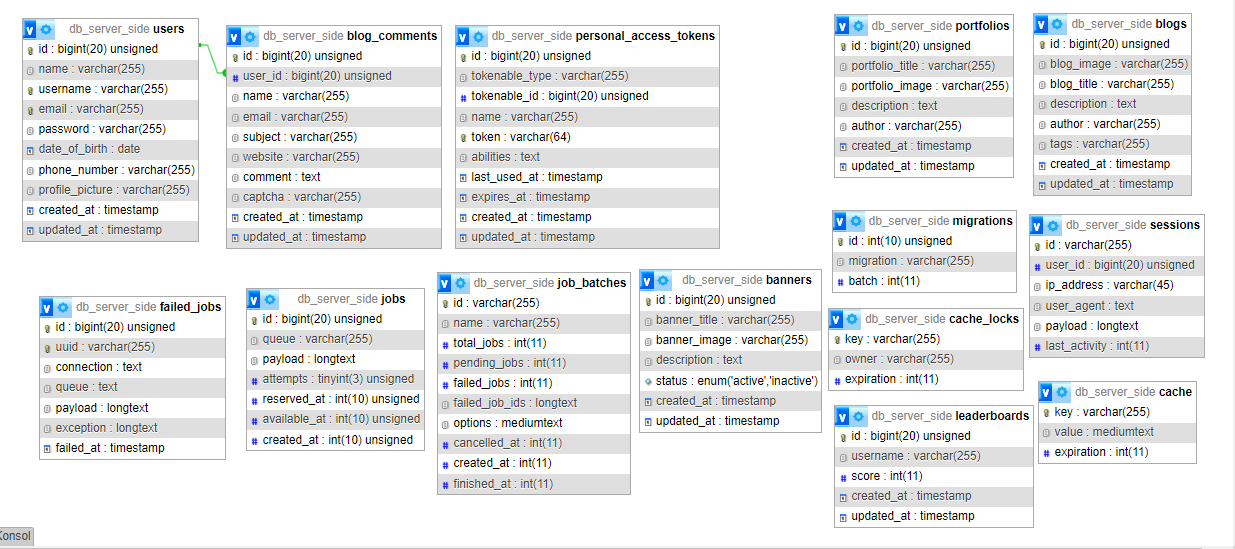 db_server_side users
id : bigint(20) unsigned
name : varchar(255)
username : varchar(255)
email : varchar(255)
password : varchar(255)
date_of_birth : date
phone_number : varchar(255)
profile_picture : varchar(255)
created_at : timestamp
updated_at : timestamp
db_server_side blog_comments
id : bigint(20) unsigned
user_id : bigint(20) unsigned
name : varchar(255)
email : varchar(255)
subject : varchar(255)
website : varchar(255)
comment : text
captcha : varchar(255)
created_at : timestamp
updated_at : timestamp
db_server_side personal_access_tokens
id : bigint(20) unsigned
tokenable_type : varchar(255)
tokenable_id : bigint(20) unsigned
name : varchar(255)
token : varchar(64)
abilities : text
last_used_at : timestamp
expires_at : timestamp
created_at : timestamp
updated_at : timestamp
db_server_side portfolios
id : bigint(20) unsigned
portfolio_title : varchar(255)
portfolio_image : varchar(255)
description : text
author : varchar(255)
created_at : timestamp
updated_at : timestamp
db_server_side blogs
id : bigint(20) unsigned
blog_image : varchar(255)
blog_title : varchar(255)
description : text
author : varchar(255)
tags : varchar(255)
created_at : timestamp
updated_at : timestamp
db_server_side migrations
id : int(10) unsigned
migration : varchar(255)
batch : int(11)
db_server_side sessions
id : varchar(255)
user_id : bigint(20) unsigned
ip_address : varchar(45)
user_agent : text
payload : longtext
last_activity : int(11)
db_server_side failed_jobs
id : bigint(20) unsigned
uuid : varchar(255)
connection : text
queue : text
payload : longtext
exception : longtext
failed_at : timestamp
db_server_side jobs
id : bigint(20) unsigned
queue : varchar(255)
payload : longtext
attempts : tinyint(3) unsigned
reserved_at : int(10) unsigned
available_at : int(10) unsigned
created_at : int(10) unsigned
db_server_side job_batches
id : varchar(255)
name : varchar(255)
total_jobs : int(11)
pending_jobs : int(11)
failed_jobs : int(11)
failed_job_ids : longtext
options : mediumtext
cancelled_at : int(11)
created_at : int(11)
finished_at : int(11)
db_server_side banners
id : bigint(20) unsigned
banner_title : varchar(255)
banner_image : varchar(255)
description : text
status : enum('active','inactive')
created_at : timestamp
updated_at : timestamp
db_server_side cache_locks
key : varchar(255)
owner : varchar(255)
expiration : int(11)
db_server_side leaderboards
id : bigint(20) unsigned
username : varchar(255)
score : int(11)
created_at : timestamp
updated_at : timestamp
db_server_side cache
key : varchar(255)
value : mediumtext
expiration : int(11)
Konsol